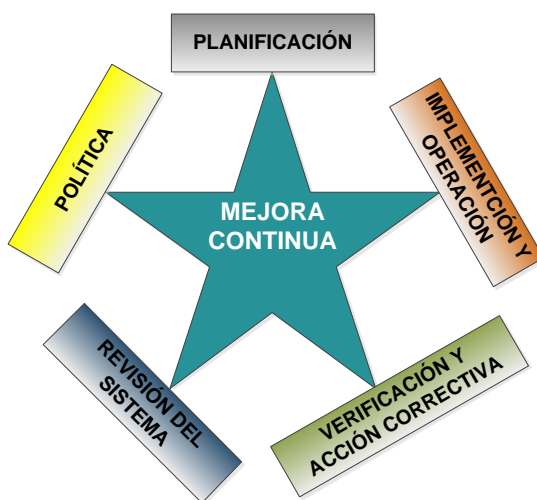 PLANIFICACIÓN
POLÍTICA
IMPLEMENTCIÓN Y
OPERACIÓN
MEJORA
CONTINUA
REVISIÓN DEL
SISTEMA
VERIFICACIÓN Y
ACCIÓN CORRECTIVA